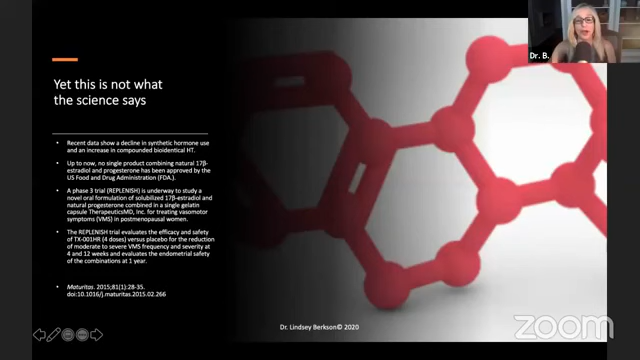 Dr. B.
Yet this is not what
the science says
• Recent data show a decline in synthetic hormone use
and an increase in compounded bioidentical HT.
• Up to now, no single product combining natural 17β-
estradiol and progesterone has been approved by the
US Food and Drug Administration (FDA.)
• A phase 3 trial (REPLENISH) is underway to study a
novel oral formulation of solubilized 17β-estradiol and
natural progesterone combined in a single gelatin
capsule TherapeuticsMD, Inc for treating vasomotor
symptoms (VMS) in postmenopausal women.
• The REPLENISH trial evaluates the efficacy and safety
of TX-001HR (4 doses) versus placebo for the reduction
of moderate to severe VMS frequency and severity at
4 and 12 weeks and evaluates the endometrial safety
of the combinations at 1 year.
• Maturitas. 2015;81(1):28-35.
doi:10.1016/j.maturitas.2015.02.266
Dr. Lindsey Berkson© 2020
zoom